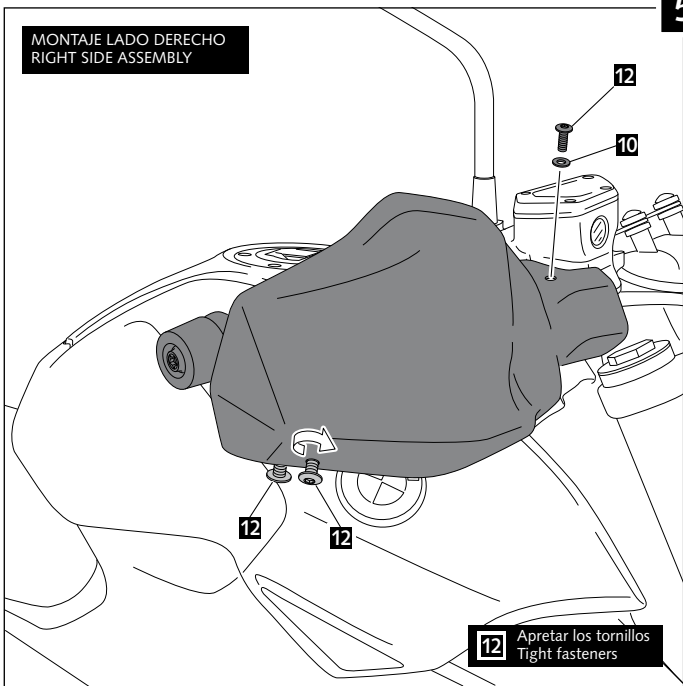 5
MONTAJE LADO DERECHO
RIGHT SIDE ASSEMBLY
12
10
12
12
12 Apretar los tornillos
Tight fasteners